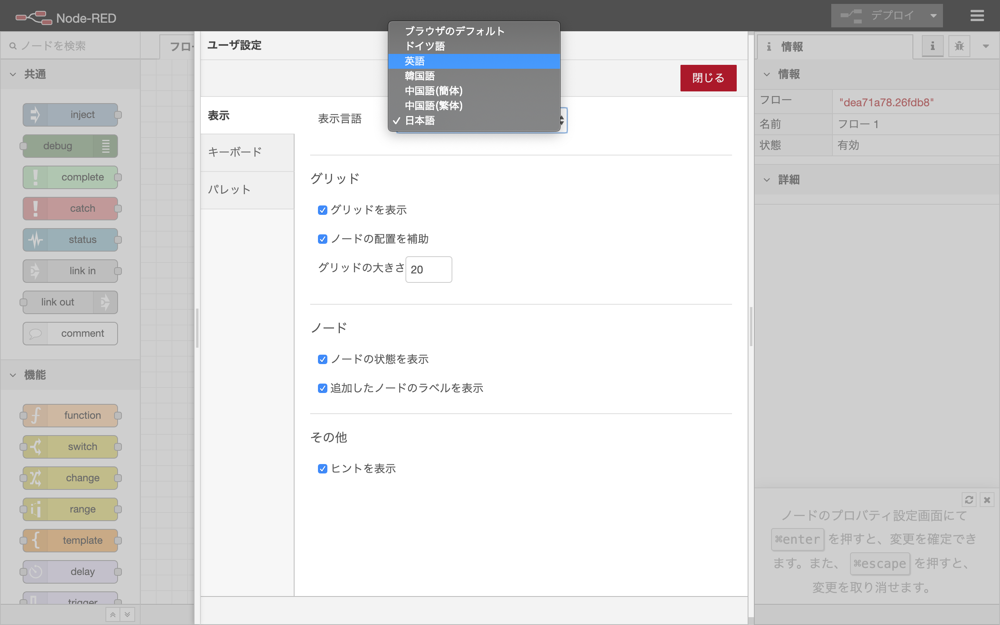 Node-RED
デプロイ
ノードを検索
共通
inject
debug
complete
catch
status
link in
link out
comment
機能
function
switch
change
range
template
delay
trigger
フロー
ユーザ設定
閉じる
表示
キーボード
パレット
表示言語
ブラウザのデフォルト
ドイツ語
英語
韓国語
中国語(簡体)
中国語(繁体)
✓ 日本語
グリッド
グリッドを表示
ノードの配置を補助
グリッドの大きさ 20
ノード
ノードの状態を表示
追加したノードのラベルを表示
その他
ヒントを表示
情報
情報
フロー "dea71a78.26fdb8"
名前 フロー 1
状態 有効
詳細
ノードのプロパティ設定画面にて
⌘enter を押すと、変更を確定でき
ます。また、 ⌘escape を押すと、
変更を取り消せます。